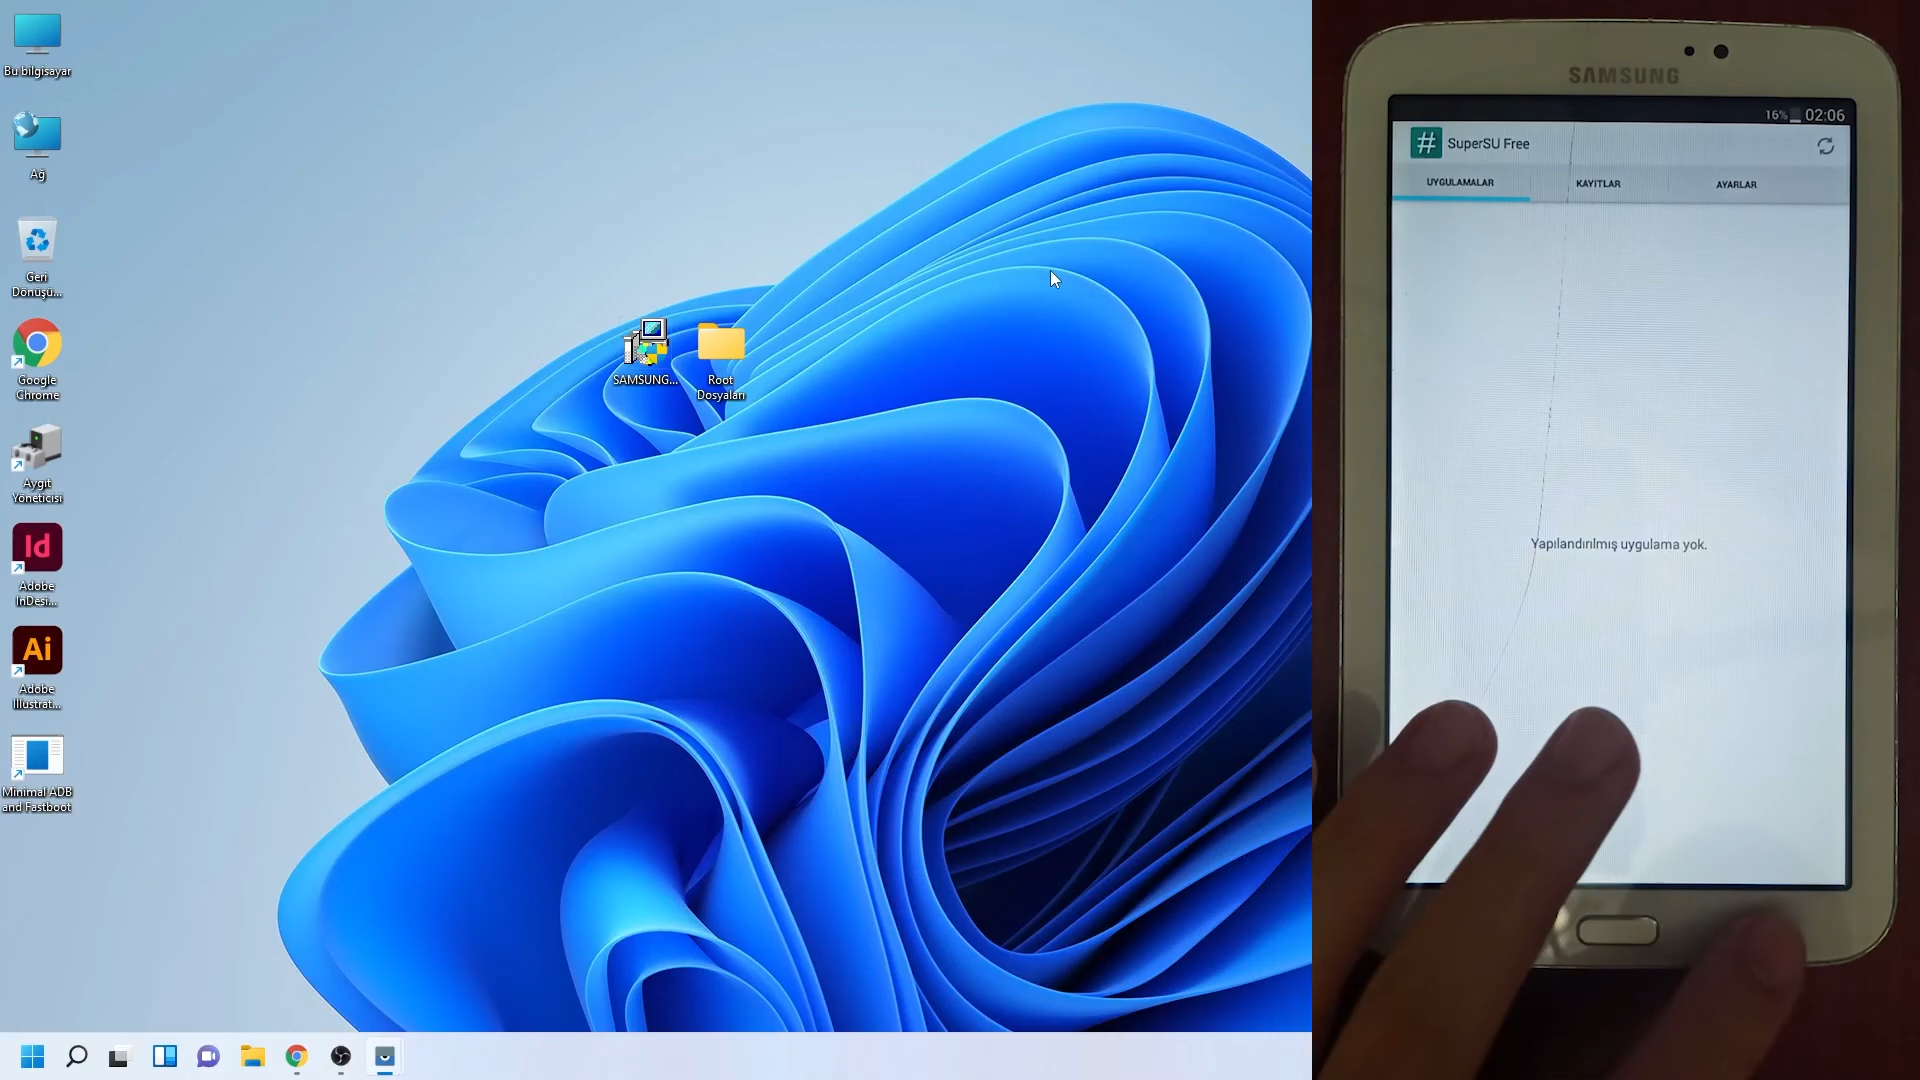 Bu bilgisayar
Ağ
Geri
Dönüşü...
Google
Chrome
Aygıt
Yöneticisi
Id
Adobe
InDesi...
Ai
Adobe
Illustrat...
Minimal ADB
and Fastboot
SAMSUNG...
Root
Dosyaları
SAMSUNG
16% 02:06
# SuperSU Free
UYGULAMALAR KAYITLAR AYARLAR
Yapılandırılmış uygulama yok.